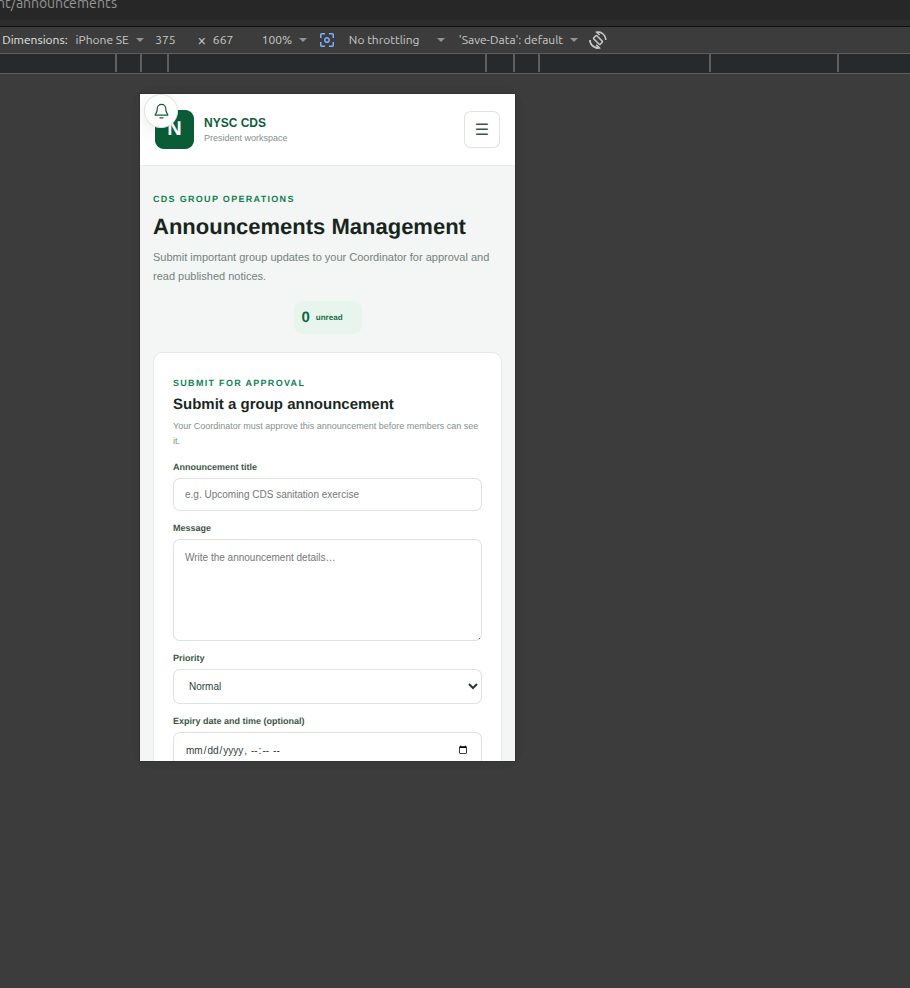 nt/announcements
Dimensions: iPhone SE 375 × 667 100% No throttling 'Save-Data': default
N
NYSC CDS
President workspace
CDS GROUP OPERATIONS
Announcements Management
Submit important group updates to your Coordinator for approval and
read published notices.
0 unread
SUBMIT FOR APPROVAL
Submit a group announcement
Your Coordinator must approve this announcement before members can see
it.
Announcement title
e.g. Upcoming CDS sanitation exercise
Message
Write the announcement details…
Priority
Normal
Expiry date and time (optional)
mm/dd/yyyy, --:-- --